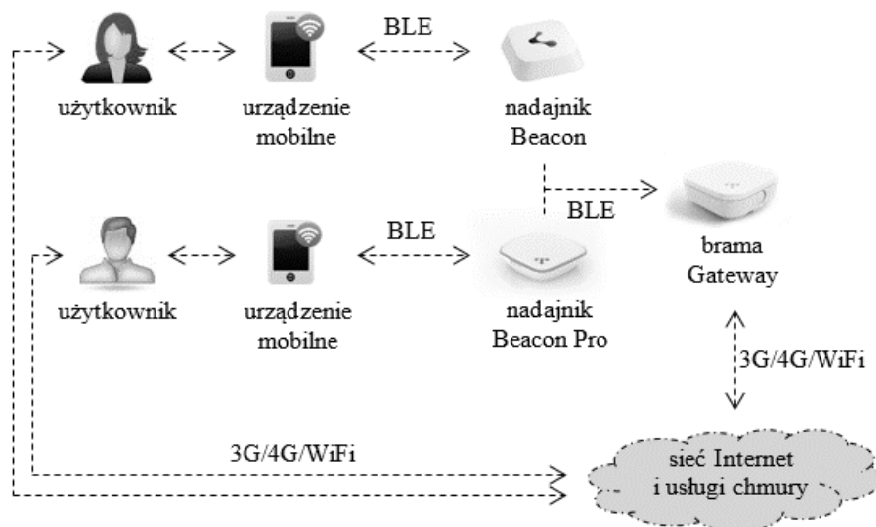 BLE
użytkownik
urządzenie
mobilne
nadajnik
Beacon
BLE
BLE
brama
Gateway
użytkownik
urządzenie
mobilne
nadajnik
Beacon Pro
3G/4G/WiFi
3G/4G/WiFi
sieć Internet
i usługi chmury